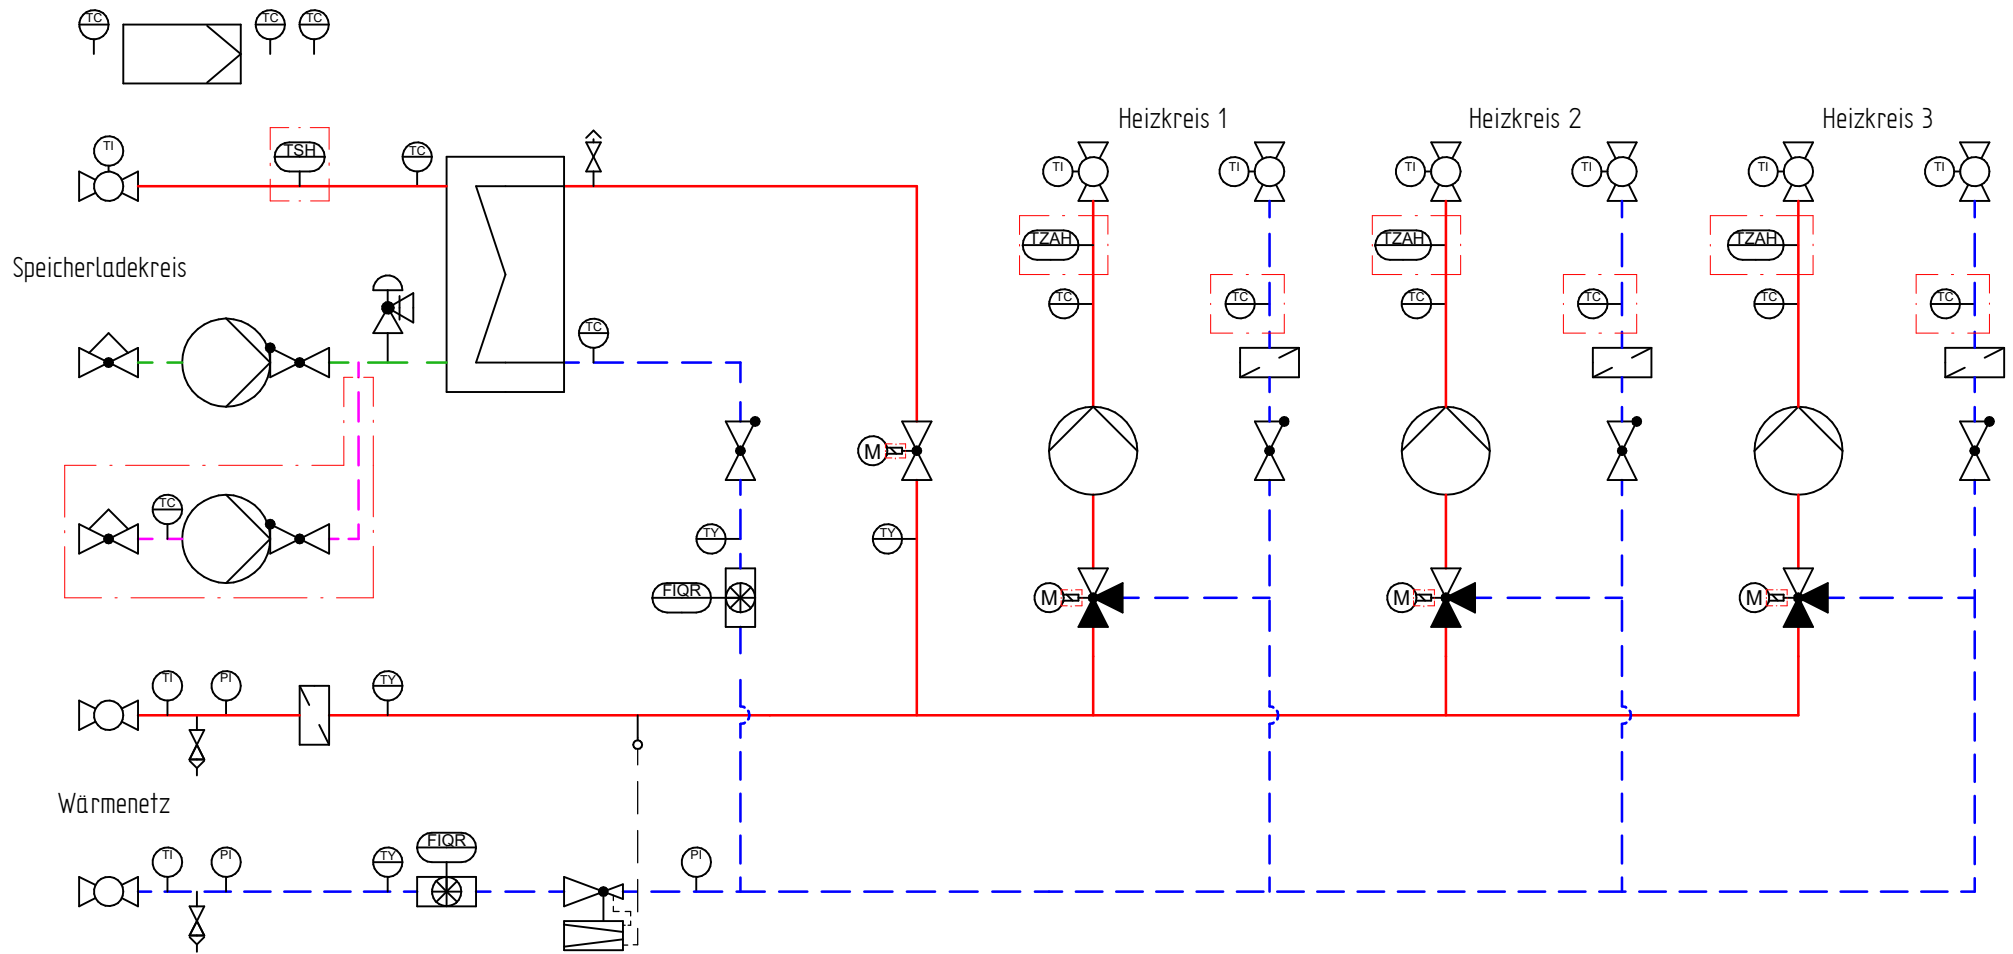 TC TC TC
Heizkreis 1 Heizkreis 2 Heizkreis 3
TI TSH TC
TI TI TI TI TI TI
TZAH TZAH TZAH
Speicherladekreis
TC TC TC TC TC TC
TC
M
TC
TY TY
FIQR
M M M
TI PI TY
Wärmenetz
TI PI TY FIQR PI